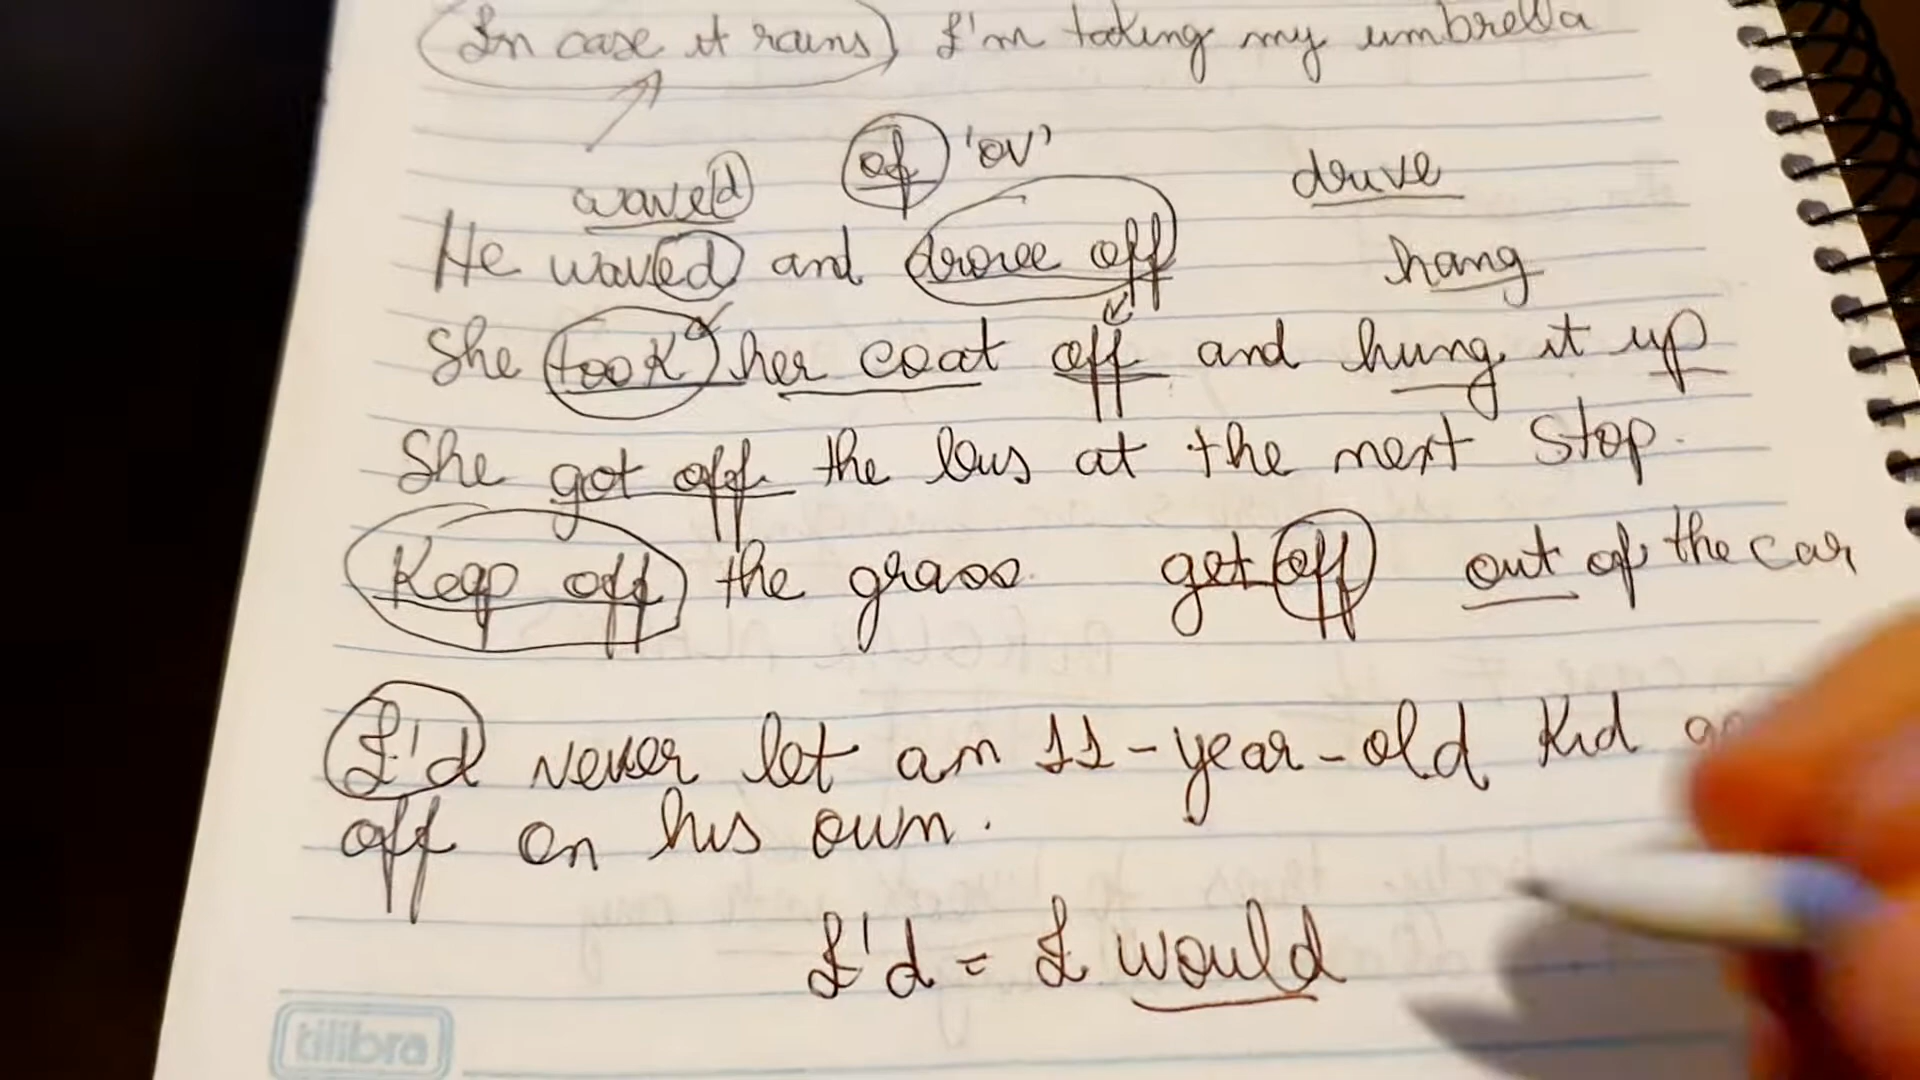 In case it rains, I'm taking my umbrella
of 'ov'
waved drive
He waved and drove off hang
She took her coat off and hung it up
She got off the bus at the next stop.
Keep off the grass. get off out of the car
I'd never let an 11-year-old kid
off on his own.
I'd = I would
tilibra